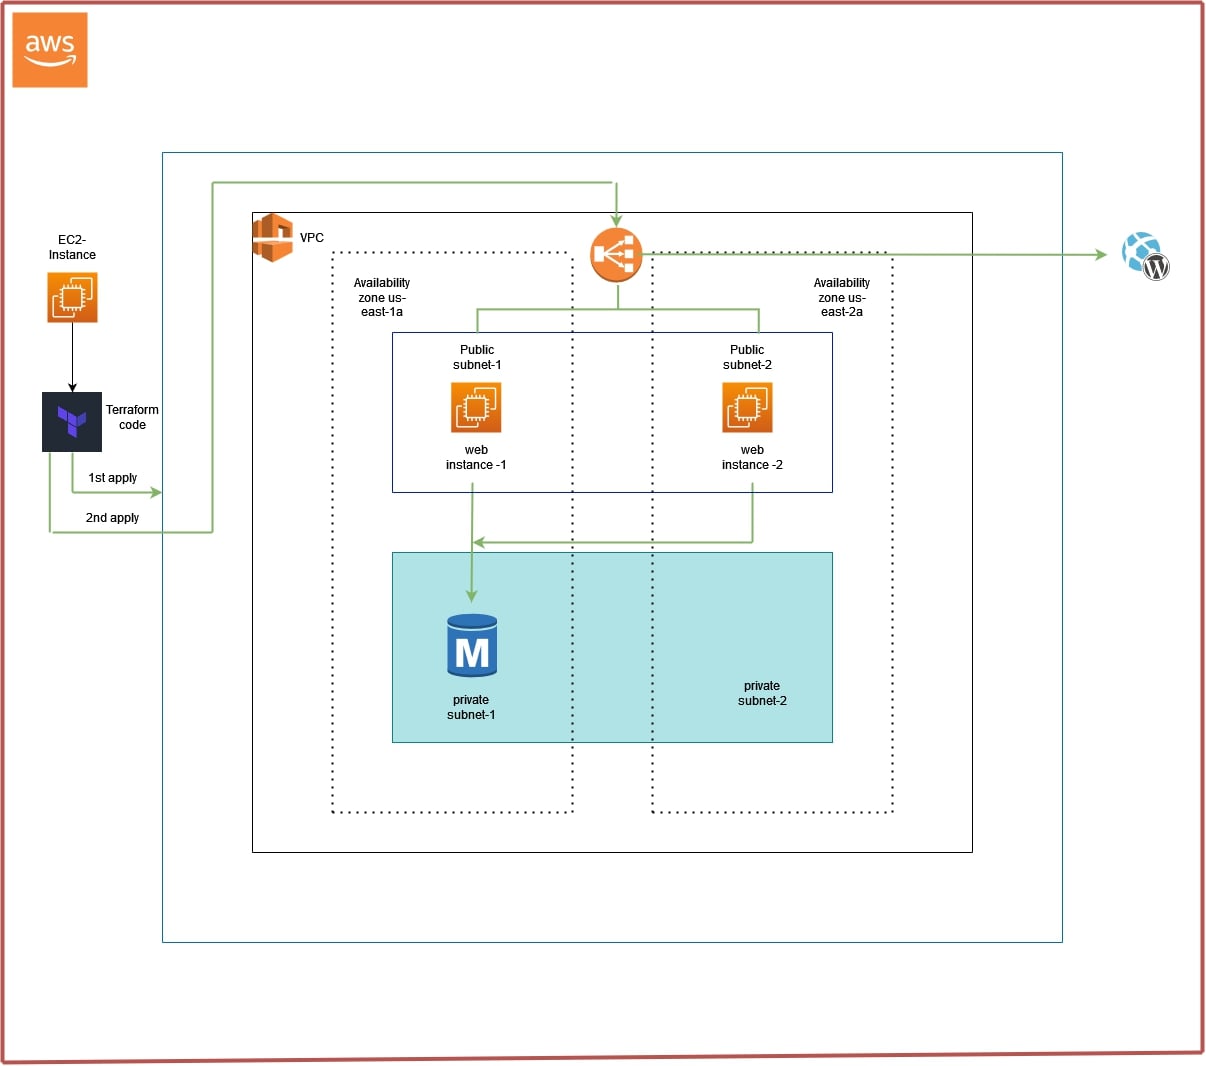 aws
EC2-
Instance
VPC
Availability
zone us-
east-1a
Availability
zone us-
east-2a
Public
subnet-1
Public
subnet-2
Terraform
code
web
instance -1
web
instance -2
1st apply
2nd apply
M
private
subnet-1
private
subnet-2
W